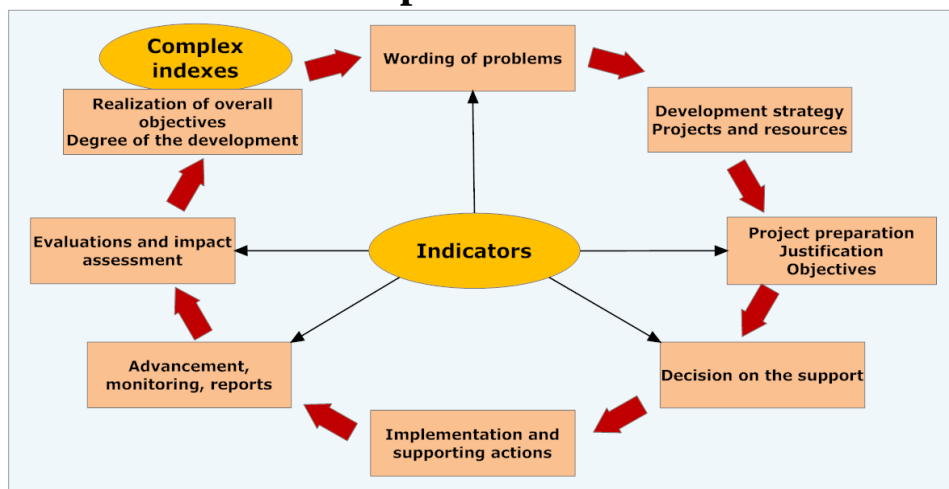 Complex
indexes
Realization of overall
objectives
Degree of the development
Wording of problems
Development strategy
Projects and resources
Project preparation
Justification
Objectives
Decision on the support
Implementation and
supporting actions
Advancement,
monitoring, reports
Evaluations and impact
assessment
Indicators